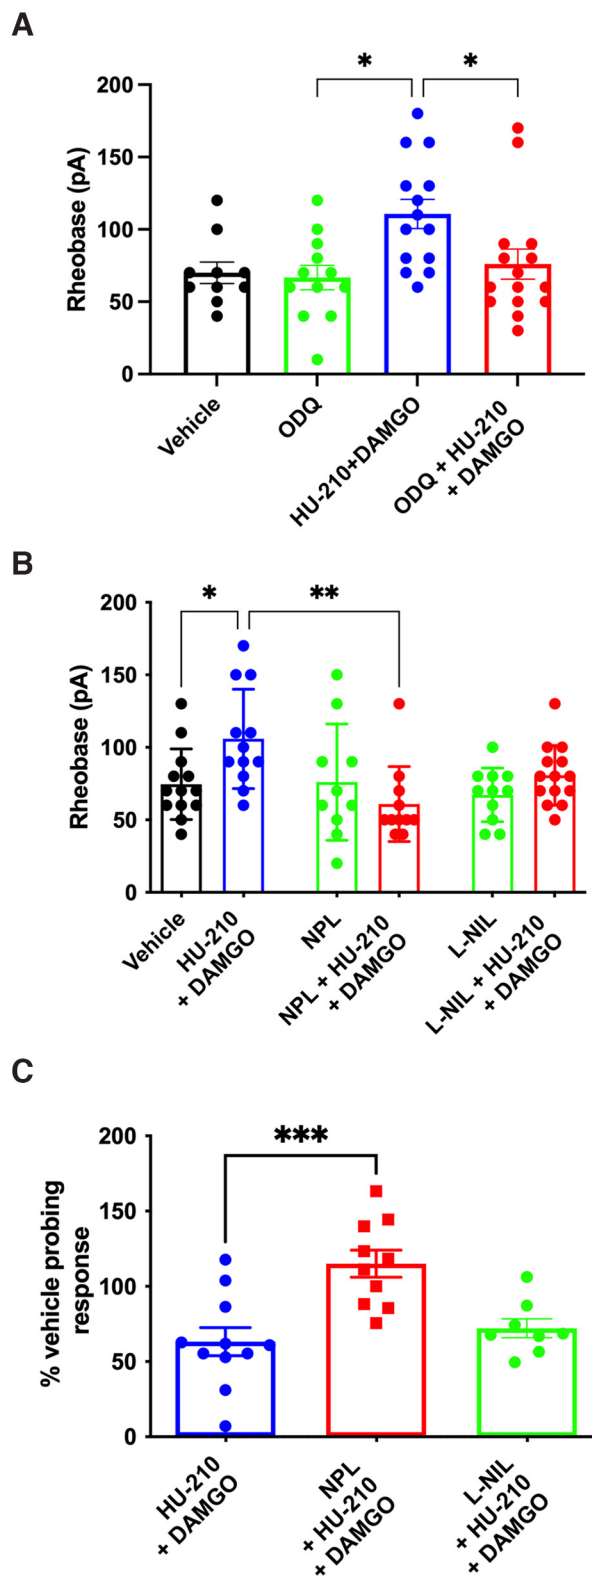 A
* *
200
150
100
50
0
Rheobase (pA)
Vehicle
ODQ
HU-210+DAMGO
ODQ + HU-210
+ DAMGO
B
* **
200
150
100
50
0
Rheobase (pA)
Vehicle
HU-210
+ DAMGO
NPL
NPL + HU-210
+ DAMGO
L-NIL
L-NIL + HU-210
+ DAMGO
C
***
200
150
100
50
0
% vehicle probing
response
HU-210
+ DAMGO
NPL
+ HU-210
+ DAMGO
L-NIL
+ HU-210
+ DAMGO